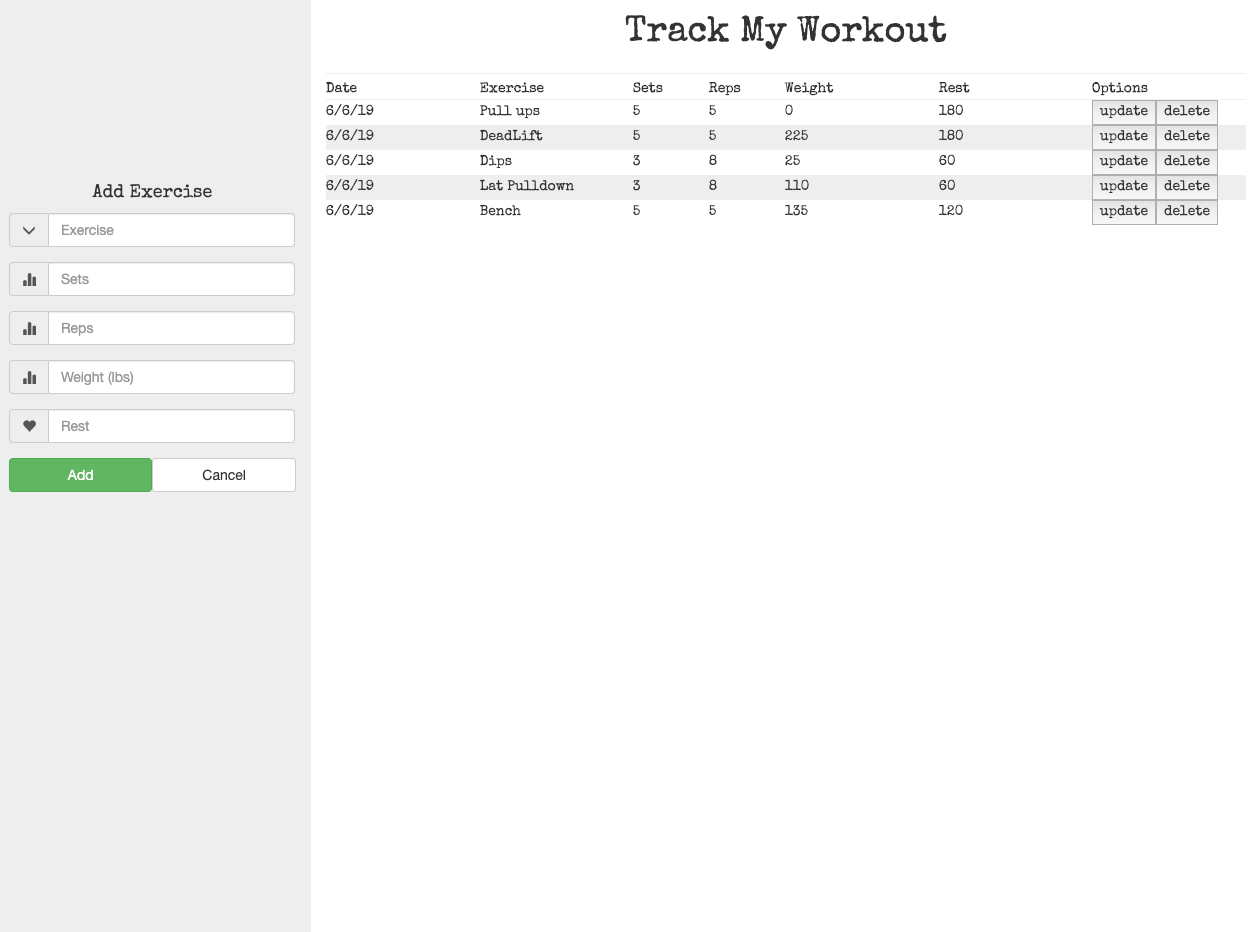 Track My Workout
Date Exercise Sets Reps Weight Rest Options
6/6/19 Pull ups 5 5 0 180 update delete
6/6/19 DeadLift 5 5 225 180 update delete
6/6/19 Dips 3 8 25 60 update delete
6/6/19 Lat Pulldown 3 8 110 60 update delete
6/6/19 Bench 5 5 135 120 update delete
Add Exercise
Exercise
Sets
Reps
Weight (lbs)
Rest
Add Cancel